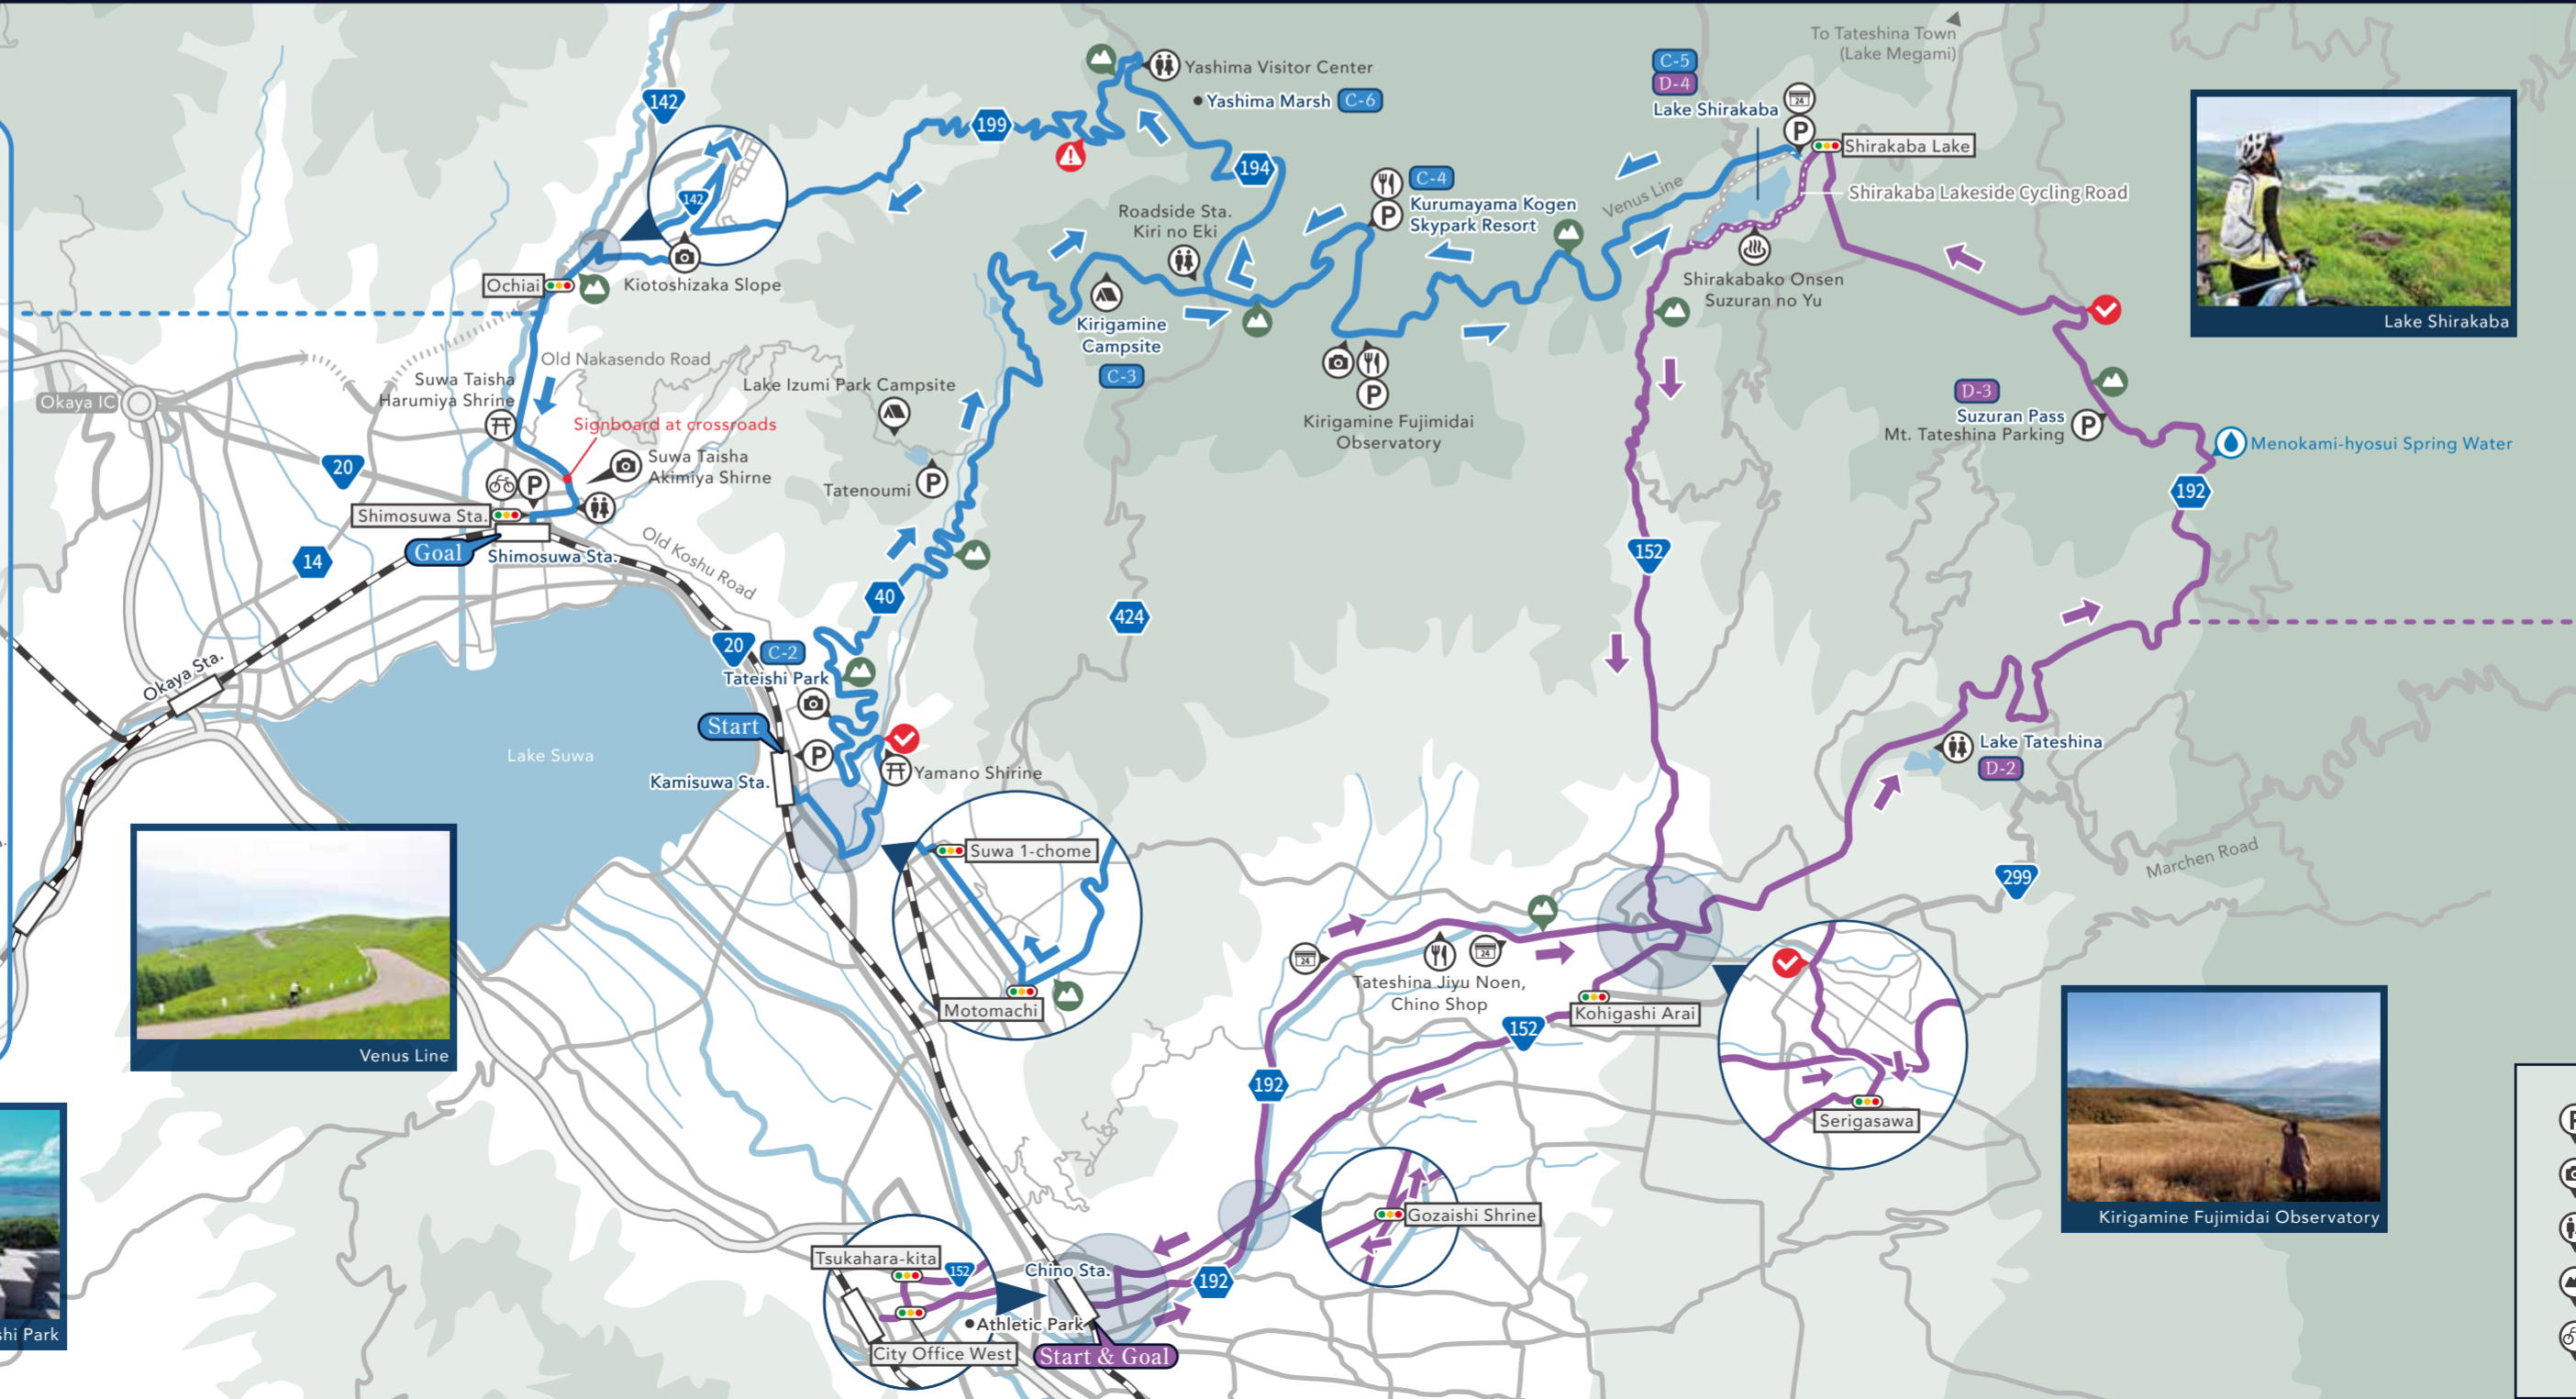 To Tateshina Town
(Lake Megami)
C-5
D-4
Lake Shirakaba
24
P
Shirakaba Lake
Shirakaba Lakeside Cycling Road
Yashima Visitor Center
Yashima Marsh
C-6
142
199
142
194
Venus Line
C-4
Kurumayama Kogen
Skypark Resort
P
Roadside Sta.
Kiri no Eki
Ochiai
Kiotoshizaka Slope
Shirakabako Onsen
Suzuran no Yu
Kirigamine
Campsite
C-3
P
Kirigamine Fujimidai
Observatory
Lake Shirakaba
Old Nakasendo Road
Suwa Taisha
Harumiya Shrine
Lake Izumi Park Campsite
Okaya IC
Signboard at crossroads
Suwa Taisha
Akimiya Shirne
20
P
Tatenoumi
P
D-3
Suzuran Pass
Mt. Tateshina Parking
P
Menokami-hyosui Spring Water
192
Shimosuwa Sta.
Goal
Shimosuwa Sta.
14
Old Koshu Road
40
424
152
20
C-2
Tateishi Park
Okaya Sta.
Start
P
Lake Suwa
Kamisuwa Sta.
Yamano Shirine
Lake Tateshina
D-2
Suwa 1-chome
Motomachi
Venus Line
299
Marchen Road
24
24
Tateshina Jiyu Noen,
Chino Shop
Kohigashi Arai
152
192
Serigasawa
Gozaishi Shrine
Kirigamine Fujimidai Observatory
Tsukahara-kita
152
Chino Sta.
192
Athletic Park
City Office West
Start & Goal
shi Park